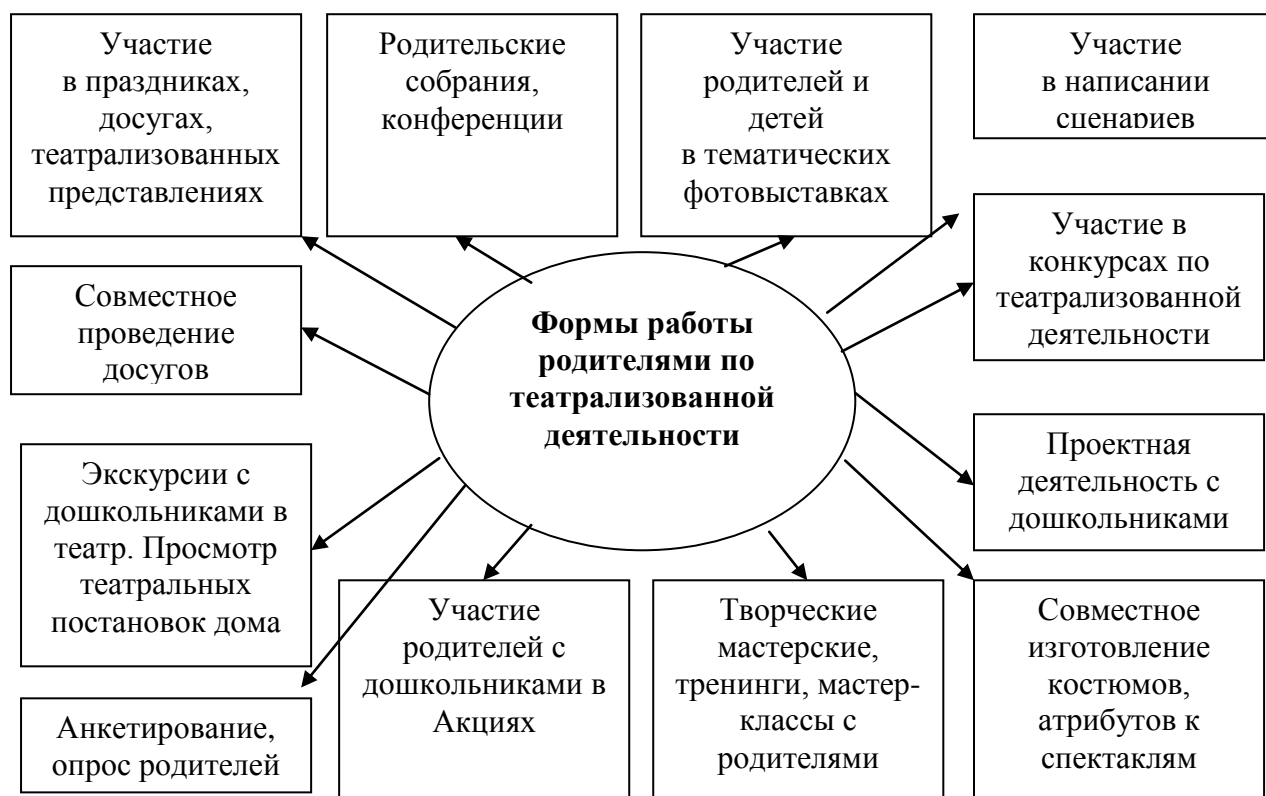 Участие
в праздниках,
досугах,
театрализованных
представлениях
Родительские
собрания,
конференции
Участие
родителей и
детей
в тематических
фотовыставках
Участие
в написании
сценариев
Совместное
проведение
досугов
Формы работы
родителями по
театрализованной
деятельности
Участие в
конкурсах по
театрализованной
деятельности
Экскурсии с
дошкольниками в
театр. Просмотр
театральных
постановок дома
Проектная
деятельность с
дошкольниками
Анкетирование,
опрос родителей
Участие
родителей с
дошкольниками в
Акциях
Творческие
мастерские,
тренинги, мастер-
классы с
родителями
Совместное
изготовление
костюмов,
атрибутов к
спектаклям